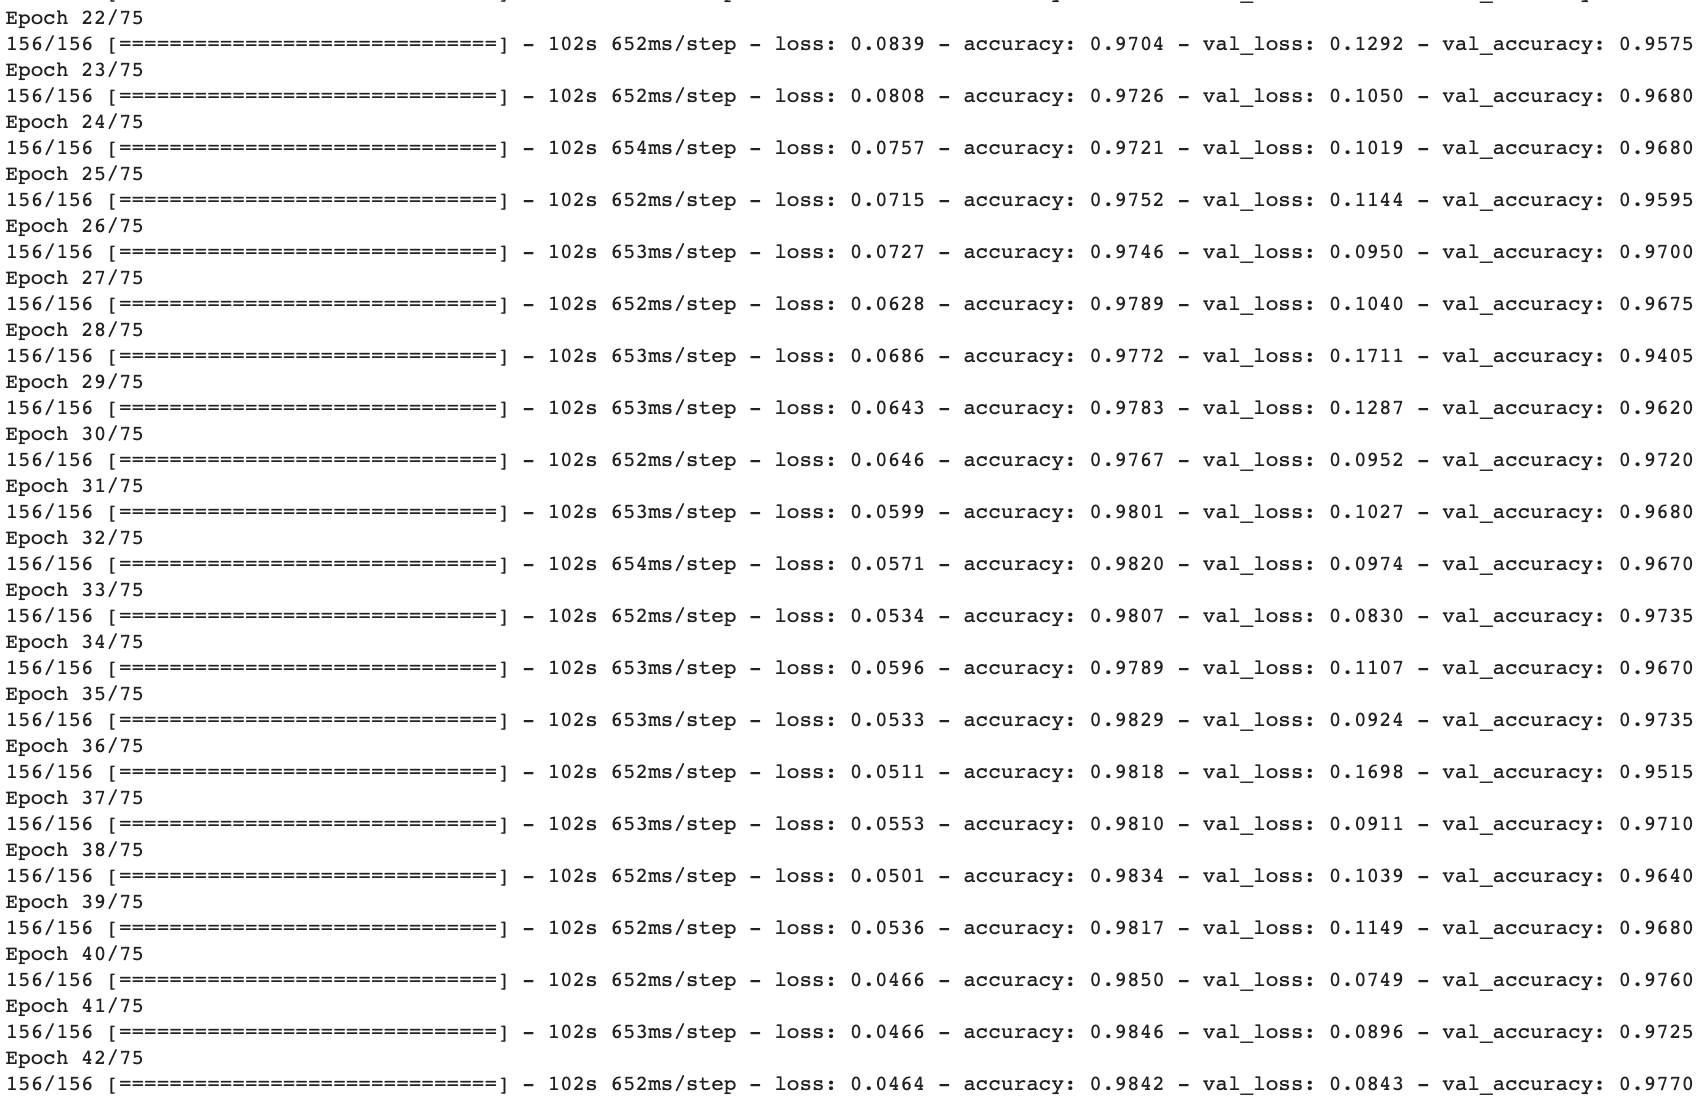 Epoch 22/75
156/156 [==============================] - 102s 652ms/step - loss: 0.0839 - accuracy: 0.9704 - val_loss: 0.1292 - val_accuracy: 0.9575
Epoch 23/75
156/156 [==============================] - 102s 652ms/step - loss: 0.0808 - accuracy: 0.9726 - val_loss: 0.1050 - val_accuracy: 0.9680
Epoch 24/75
156/156 [==============================] - 102s 654ms/step - loss: 0.0757 - accuracy: 0.9721 - val_loss: 0.1019 - val_accuracy: 0.9680
Epoch 25/75
156/156 [==============================] - 102s 652ms/step - loss: 0.0715 - accuracy: 0.9752 - val_loss: 0.1144 - val_accuracy: 0.9595
Epoch 26/75
156/156 [==============================] - 102s 653ms/step - loss: 0.0727 - accuracy: 0.9746 - val_loss: 0.0950 - val_accuracy: 0.9700
Epoch 27/75
156/156 [==============================] - 102s 652ms/step - loss: 0.0628 - accuracy: 0.9789 - val_loss: 0.1040 - val_accuracy: 0.9675
Epoch 28/75
156/156 [==============================] - 102s 653ms/step - loss: 0.0686 - accuracy: 0.9772 - val_loss: 0.1711 - val_accuracy: 0.9405
Epoch 29/75
156/156 [==============================] - 102s 653ms/step - loss: 0.0643 - accuracy: 0.9783 - val_loss: 0.1287 - val_accuracy: 0.9620
Epoch 30/75
156/156 [==============================] - 102s 652ms/step - loss: 0.0646 - accuracy: 0.9767 - val_loss: 0.0952 - val_accuracy: 0.9720
Epoch 31/75
156/156 [==============================] - 102s 653ms/step - loss: 0.0599 - accuracy: 0.9801 - val_loss: 0.1027 - val_accuracy: 0.9680
Epoch 32/75
156/156 [==============================] - 102s 654ms/step - loss: 0.0571 - accuracy: 0.9820 - val_loss: 0.0974 - val_accuracy: 0.9670
Epoch 33/75
156/156 [==============================] - 102s 652ms/step - loss: 0.0534 - accuracy: 0.9807 - val_loss: 0.0830 - val_accuracy: 0.9735
Epoch 34/75
156/156 [==============================] - 102s 653ms/step - loss: 0.0596 - accuracy: 0.9789 - val_loss: 0.1107 - val_accuracy: 0.9670
Epoch 35/75
156/156 [==============================] - 102s 653ms/step - loss: 0.0533 - accuracy: 0.9829 - val_loss: 0.0924 - val_accuracy: 0.9735
Epoch 36/75
156/156 [==============================] - 102s 652ms/step - loss: 0.0511 - accuracy: 0.9818 - val_loss: 0.1698 - val_accuracy: 0.9515
Epoch 37/75
156/156 [==============================] - 102s 653ms/step - loss: 0.0553 - accuracy: 0.9810 - val_loss: 0.0911 - val_accuracy: 0.9710
Epoch 38/75
156/156 [==============================] - 102s 652ms/step - loss: 0.0501 - accuracy: 0.9834 - val_loss: 0.1039 - val_accuracy: 0.9640
Epoch 39/75
156/156 [==============================] - 102s 652ms/step - loss: 0.0536 - accuracy: 0.9817 - val_loss: 0.1149 - val_accuracy: 0.9680
Epoch 40/75
156/156 [==============================] - 102s 652ms/step - loss: 0.0466 - accuracy: 0.9850 - val_loss: 0.0749 - val_accuracy: 0.9760
Epoch 41/75
156/156 [==============================] - 102s 653ms/step - loss: 0.0466 - accuracy: 0.9846 - val_loss: 0.0896 - val_accuracy: 0.9725
Epoch 42/75
156/156 [==============================] - 102s 652ms/step - loss: 0.0464 - accuracy: 0.9842 - val_loss: 0.0843 - val_accuracy: 0.9770